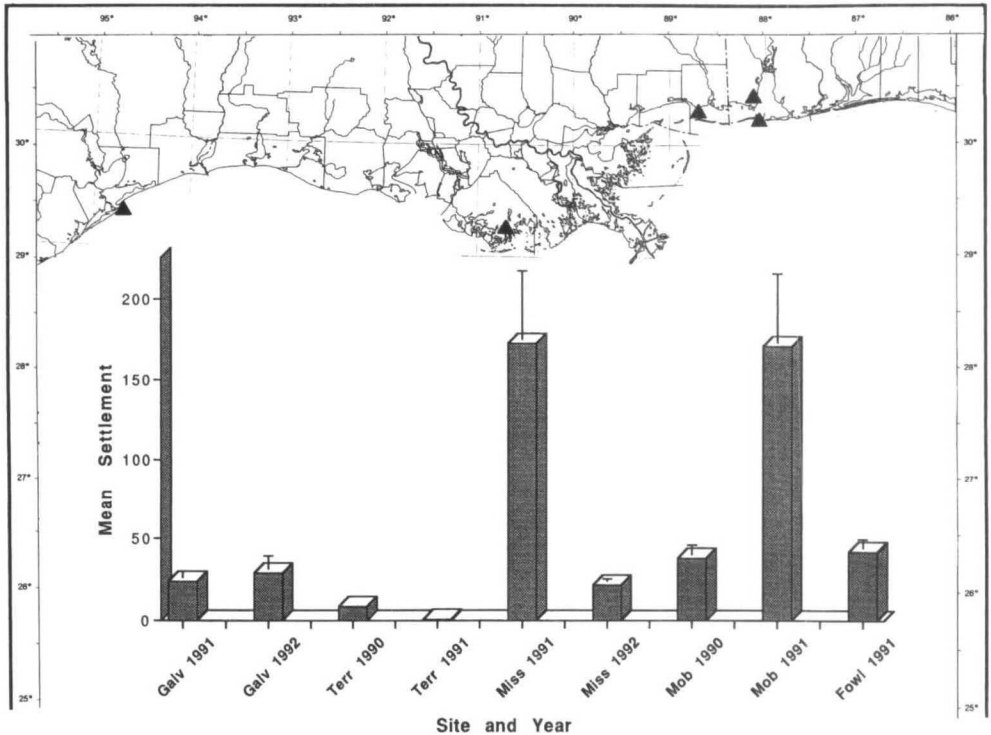 95° 94° 93° 92° 91° 90° 89° 88° 87° 86°
30° 30°
29° 29°
28° 28°
27° 27°
26° 26°
25° 25°
200
150
100
50
0
Mean Settlement
Galv 1991
Galv 1992
Terr 1990
Terr 1991
Miss 1991
Miss 1992
Mob 1990
Mob 1991
Fowl 1991
Site and Year